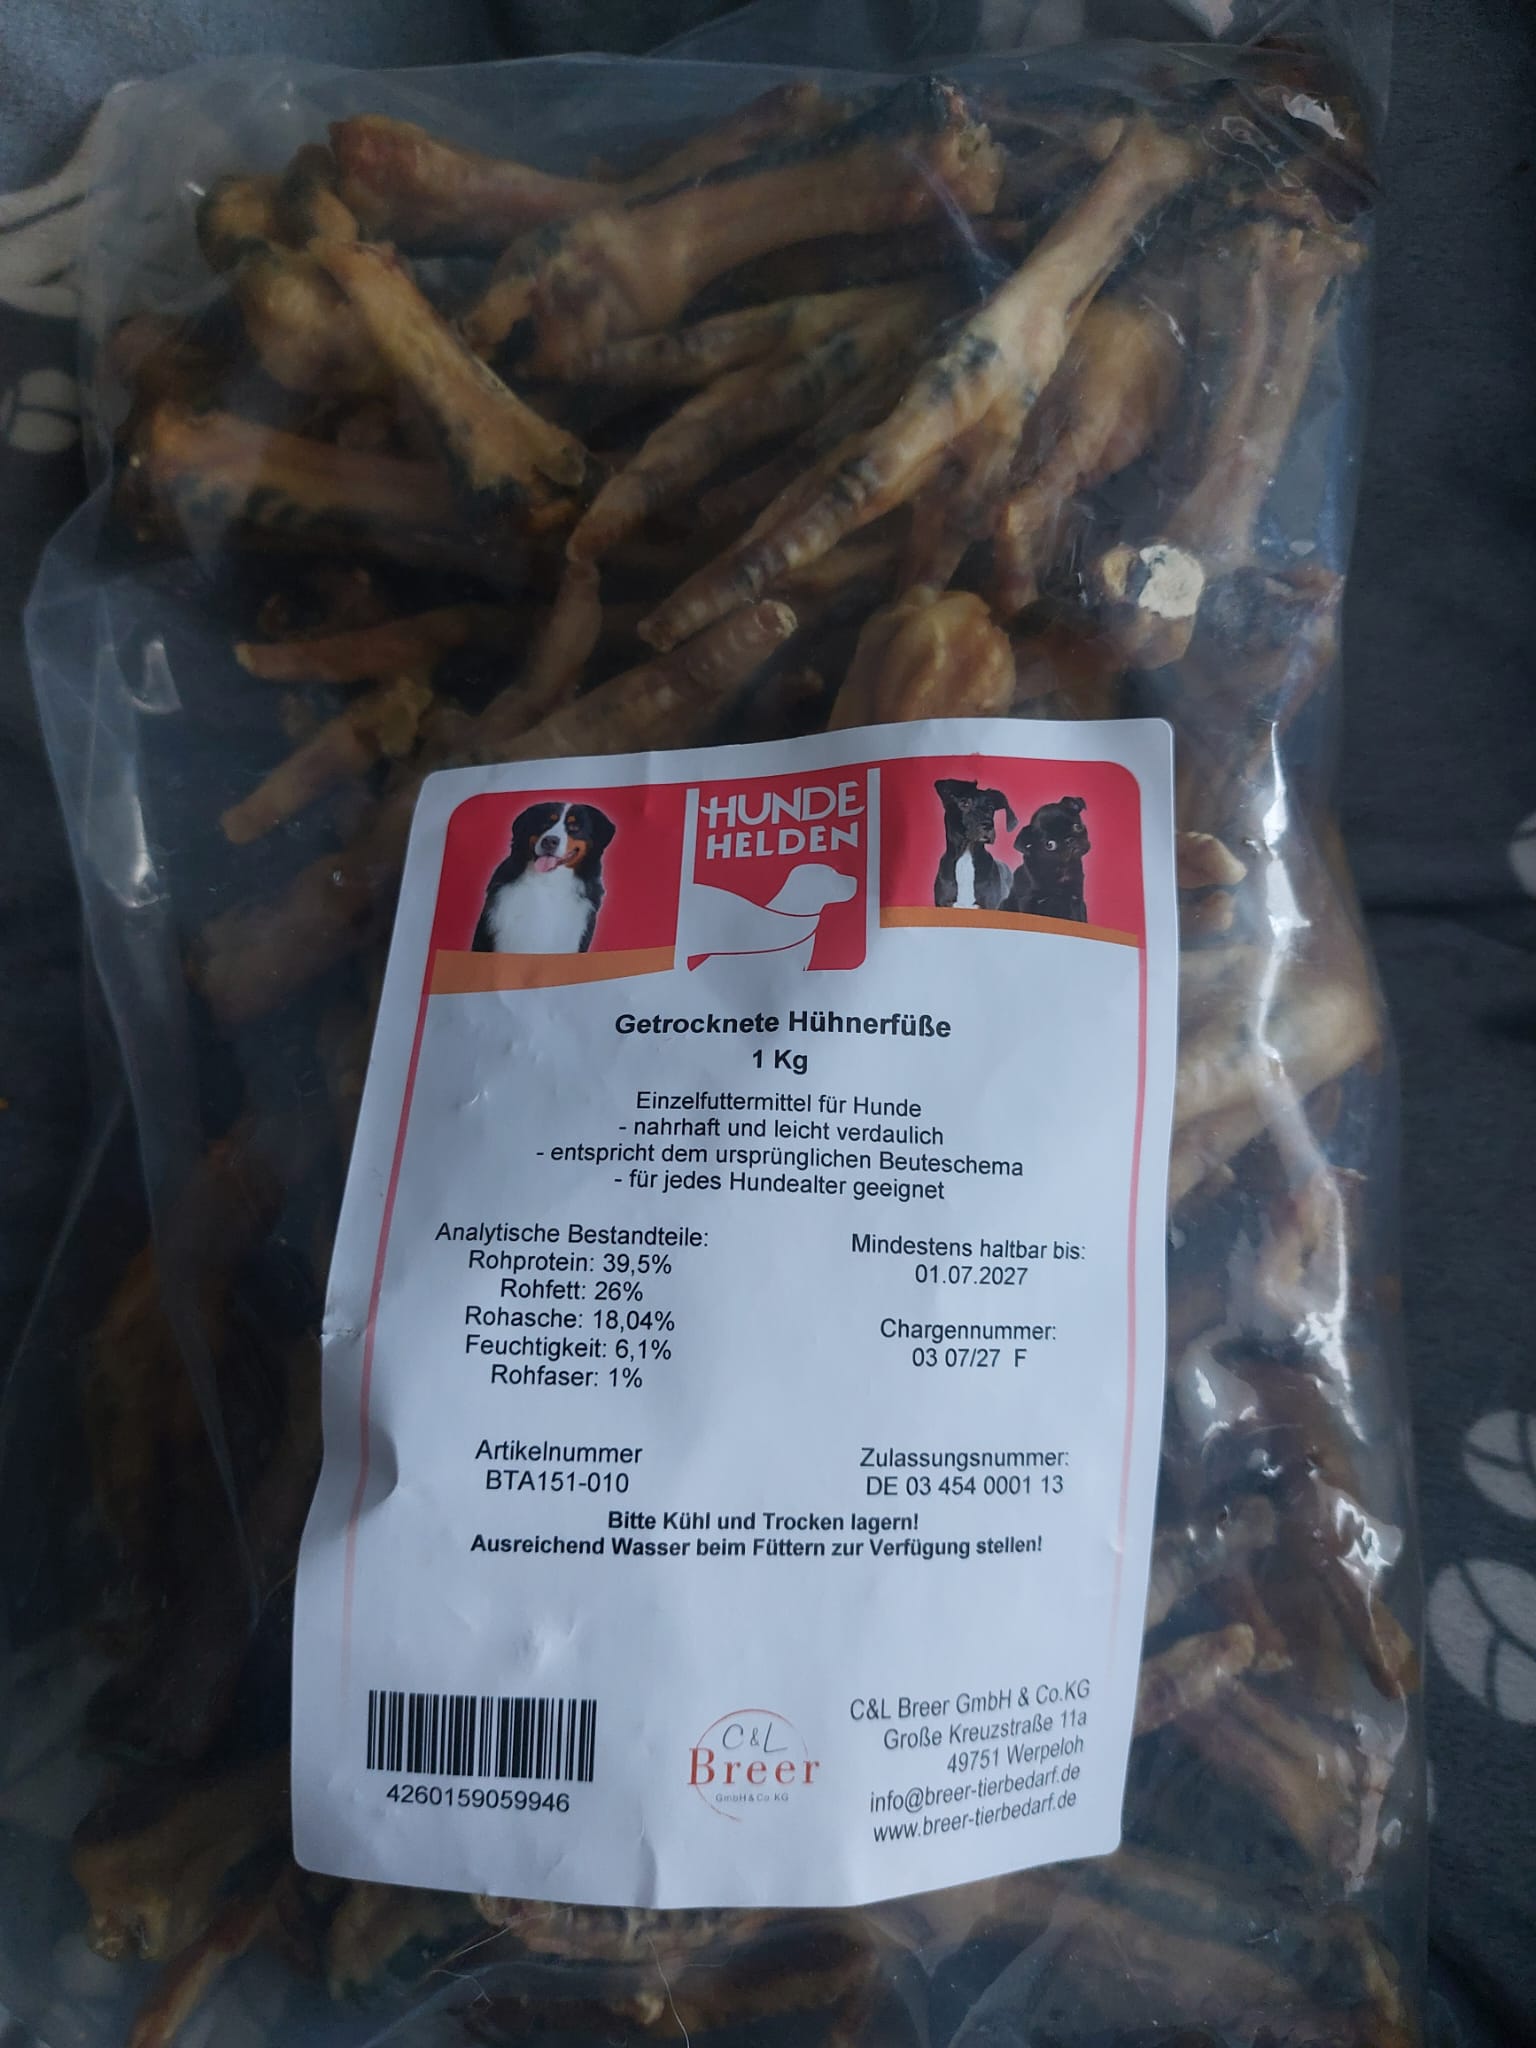 HUNDE
HELDEN
Getrocknete Hühnerfüße
1 Kg
Einzelfuttermittel für Hunde
- nahrhaft und leicht verdaulich
- entspricht dem ursprünglichen Beuteschema
- für jedes Hundealter geeignet
Analytische Bestandteile:
Rohprotein: 39,5%
Rohfett: 26%
Rohasche: 18,04%
Feuchtigkeit: 6,1%
Rohfaser: 1%
Mindestens haltbar bis:
01.07.2027
Chargennummer:
03 07/27 F
Artikelnummer
BTA151-010
Zulassungsnummer:
DE 03 454 0001 13
Bitte Kühl und Trocken lagern!
Ausreichend Wasser beim Füttern zur Verfügung stellen!
4260159059946
C&L
Breer
GmbH & Co. KG
C&L Breer GmbH & Co.KG
Große Kreuzstraße 11a
49751 Werpeloh
info@breer-tierbedarf.de
www.breer-tierbedarf.de